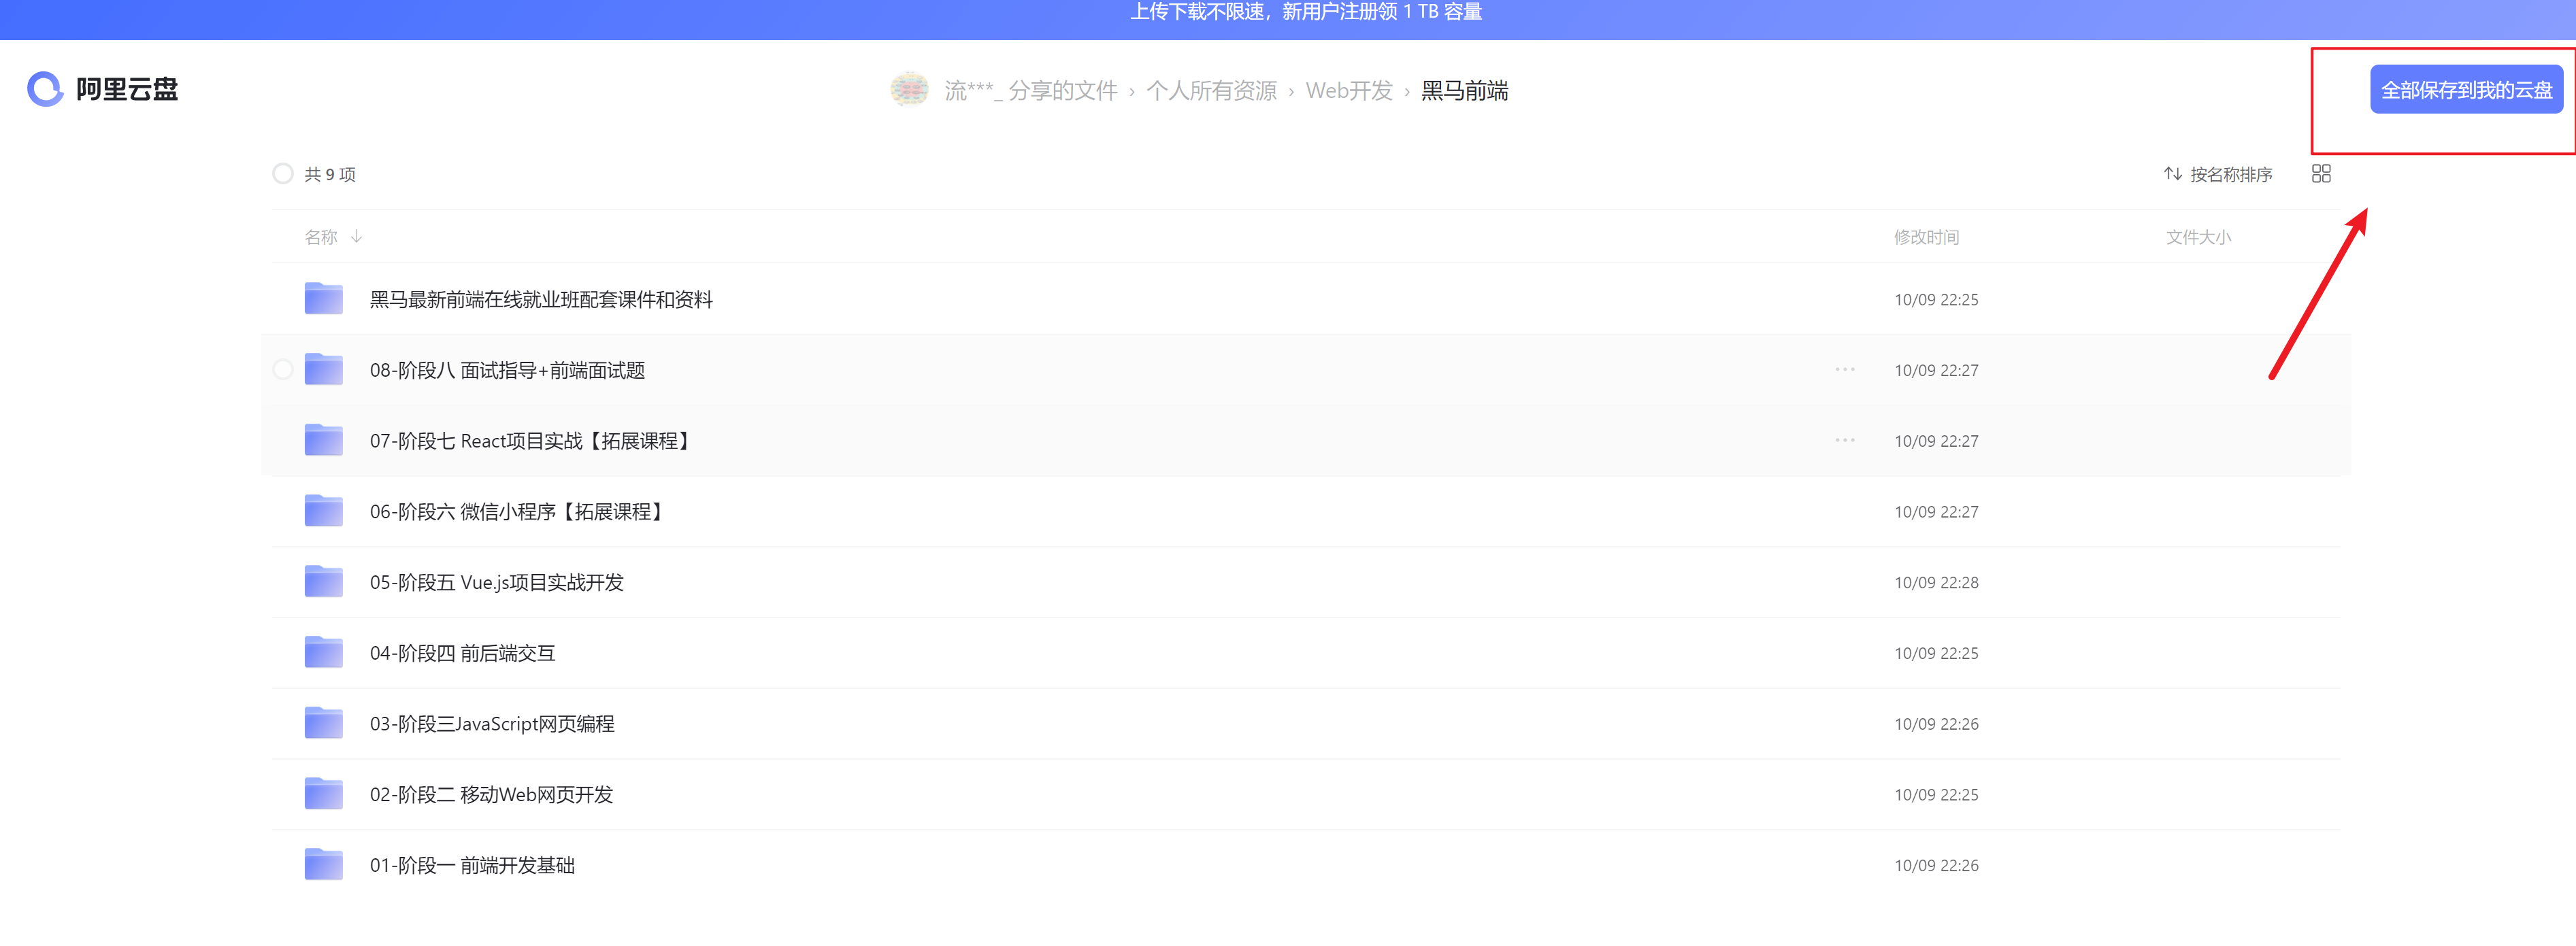 上传下载不限速，新用户注册领 1 TB 容量
阿里云盘
流***_ 分享的文件 › 个人所有资源 › Web开发 › 黑马前端
全部保存到我的云盘
共 9 项
按名称排序
名称 修改时间 文件大小
黑马最新前端在线就业班配套课件和资料 10/09 22:25
08-阶段八 面试指导+前端面试题 10/09 22:27
07-阶段七 React项目实战【拓展课程】 10/09 22:27
06-阶段六 微信小程序【拓展课程】 10/09 22:27
05-阶段五 Vue.js项目实战开发 10/09 22:28
04-阶段四 前后端交互 10/09 22:25
03-阶段三JavaScript网页编程 10/09 22:26
02-阶段二 移动Web网页开发 10/09 22:25
01-阶段一 前端开发基础 10/09 22:26